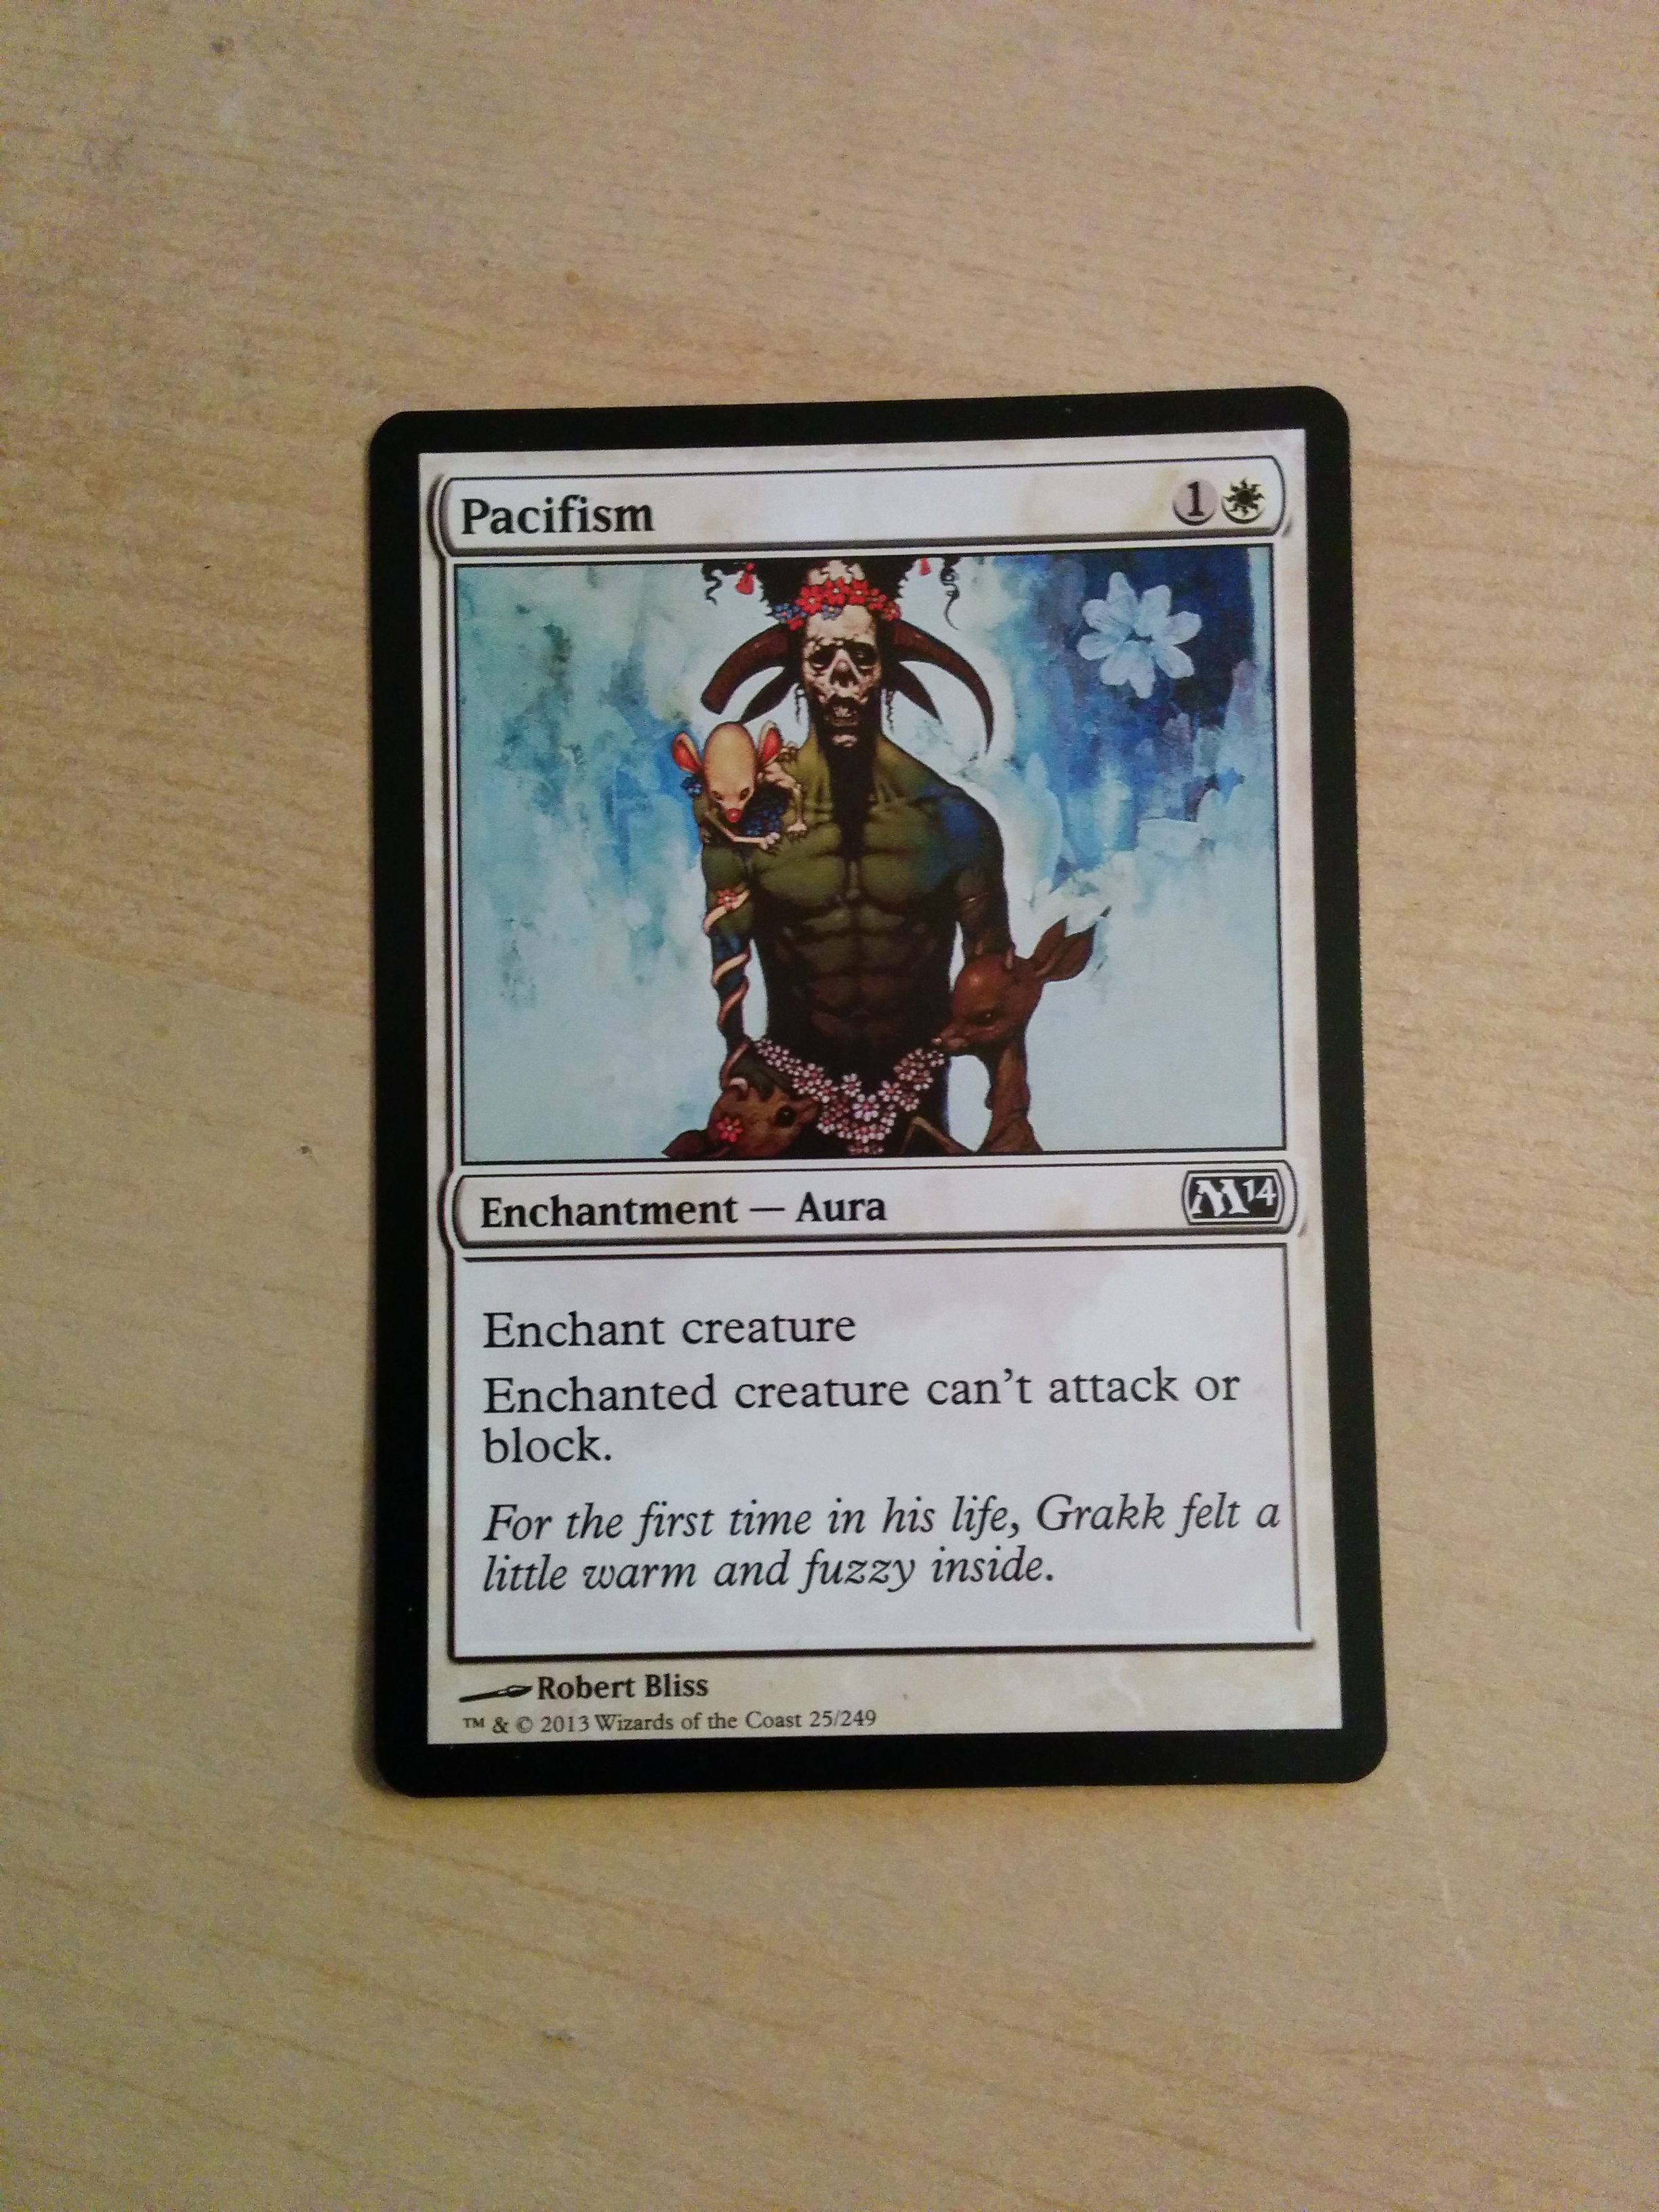 Pacifism 1
Enchantment — Aura M14
Enchant creature
Enchanted creature can't attack or
block.
For the first time in his life, Grakk felt a
little warm and fuzzy inside.
Robert Bliss
™ & © 2013 Wizards of the Coast 25/249